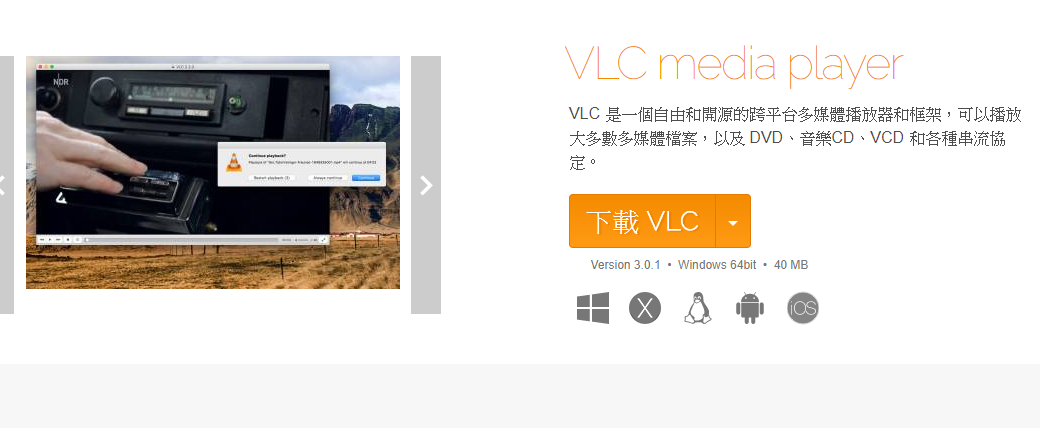 VLC media player
VLC 是一個自由和開源的跨平台多媒體播放器和框架，可以播放
大多數多媒體檔案，以及 DVD、音樂CD、VCD 和各種串流協
定。
下載 VLC
Version 3.0.1 • Windows 64bit • 40 MB
X
iOS
NDR
Continue playback?
Restart playback (3)
Always continue
Continue